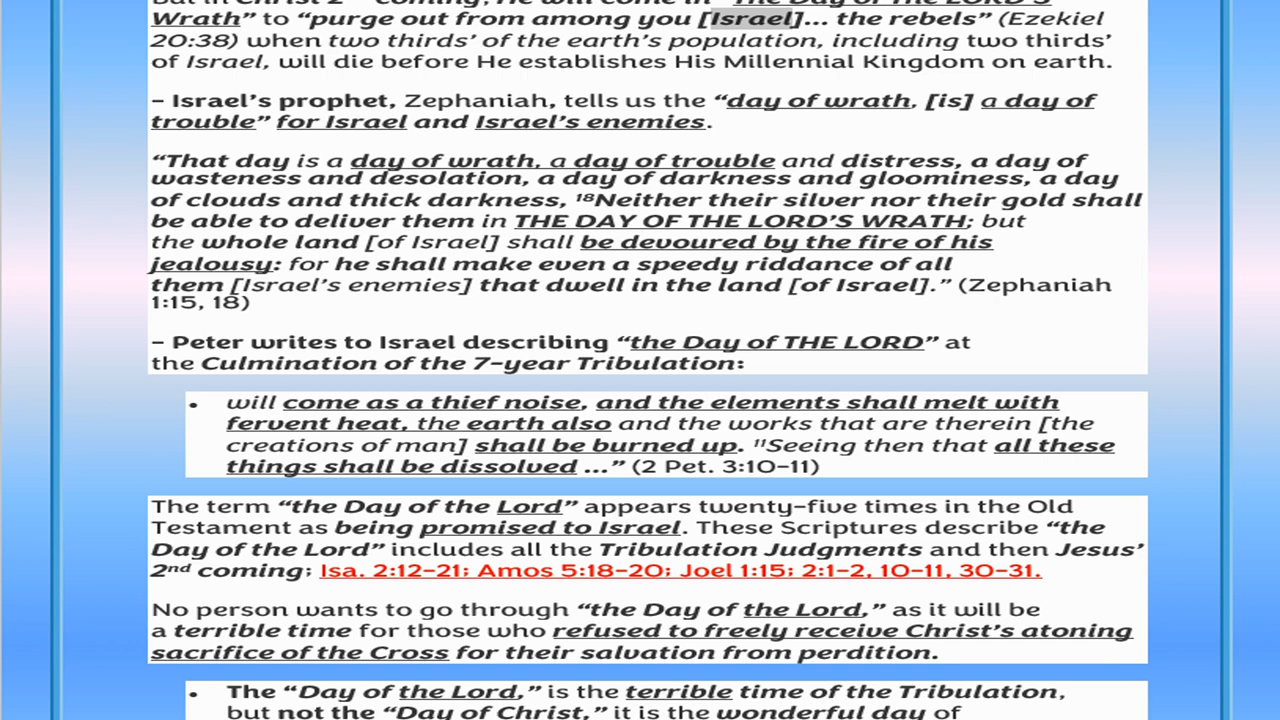 Wrath” to “purge out from among you [Israel]… the rebels” (Ezekiel
20:38) when two thirds’ of the earth’s population, including two thirds’
of Israel, will die before He establishes His Millennial Kingdom on earth.
– Israel’s prophet, Zephaniah, tells us the “day of wrath, [is] a day of
trouble” for Israel and Israel’s enemies.
“That day is a day of wrath, a day of trouble and distress, a day of
wasteness and desolation, a day of darkness and gloominess, a day
of clouds and thick darkness, ¹⁸Neither their silver nor their gold shall
be able to deliver them in THE DAY OF THE LORD’S WRATH; but
the whole land [of Israel] shall be devoured by the fire of his
jealousy: for he shall make even a speedy riddance of all
them [Israel’s enemies] that dwell in the land [of Israel].” (Zephaniah
1:15, 18)
– Peter writes to Israel describing “the Day of THE LORD” at
the Culmination of the 7-year Tribulation:
• will come as a thief noise, and the elements shall melt with
fervent heat, the earth also and the works that are therein [the
creations of man] shall be burned up. ¹¹Seeing then that all these
things shall be dissolved …” (2 Pet. 3:10-11)
The term “the Day of the Lord” appears twenty-five times in the Old
Testament as being promised to Israel. These Scriptures describe “the
Day of the Lord” includes all the Tribulation Judgments and then Jesus’
2nd coming; Isa. 2:12-21; Amos 5:18-20; Joel 1:15; 2:1-2, 10-11, 30-31.
No person wants to go through “the Day of the Lord,” as it will be
a terrible time for those who refused to freely receive Christ’s atoning
sacrifice of the Cross for their salvation from perdition.
• The “Day of the Lord,” is the terrible time of the Tribulation,
but not the “Day of Christ,” it is the wonderful day of